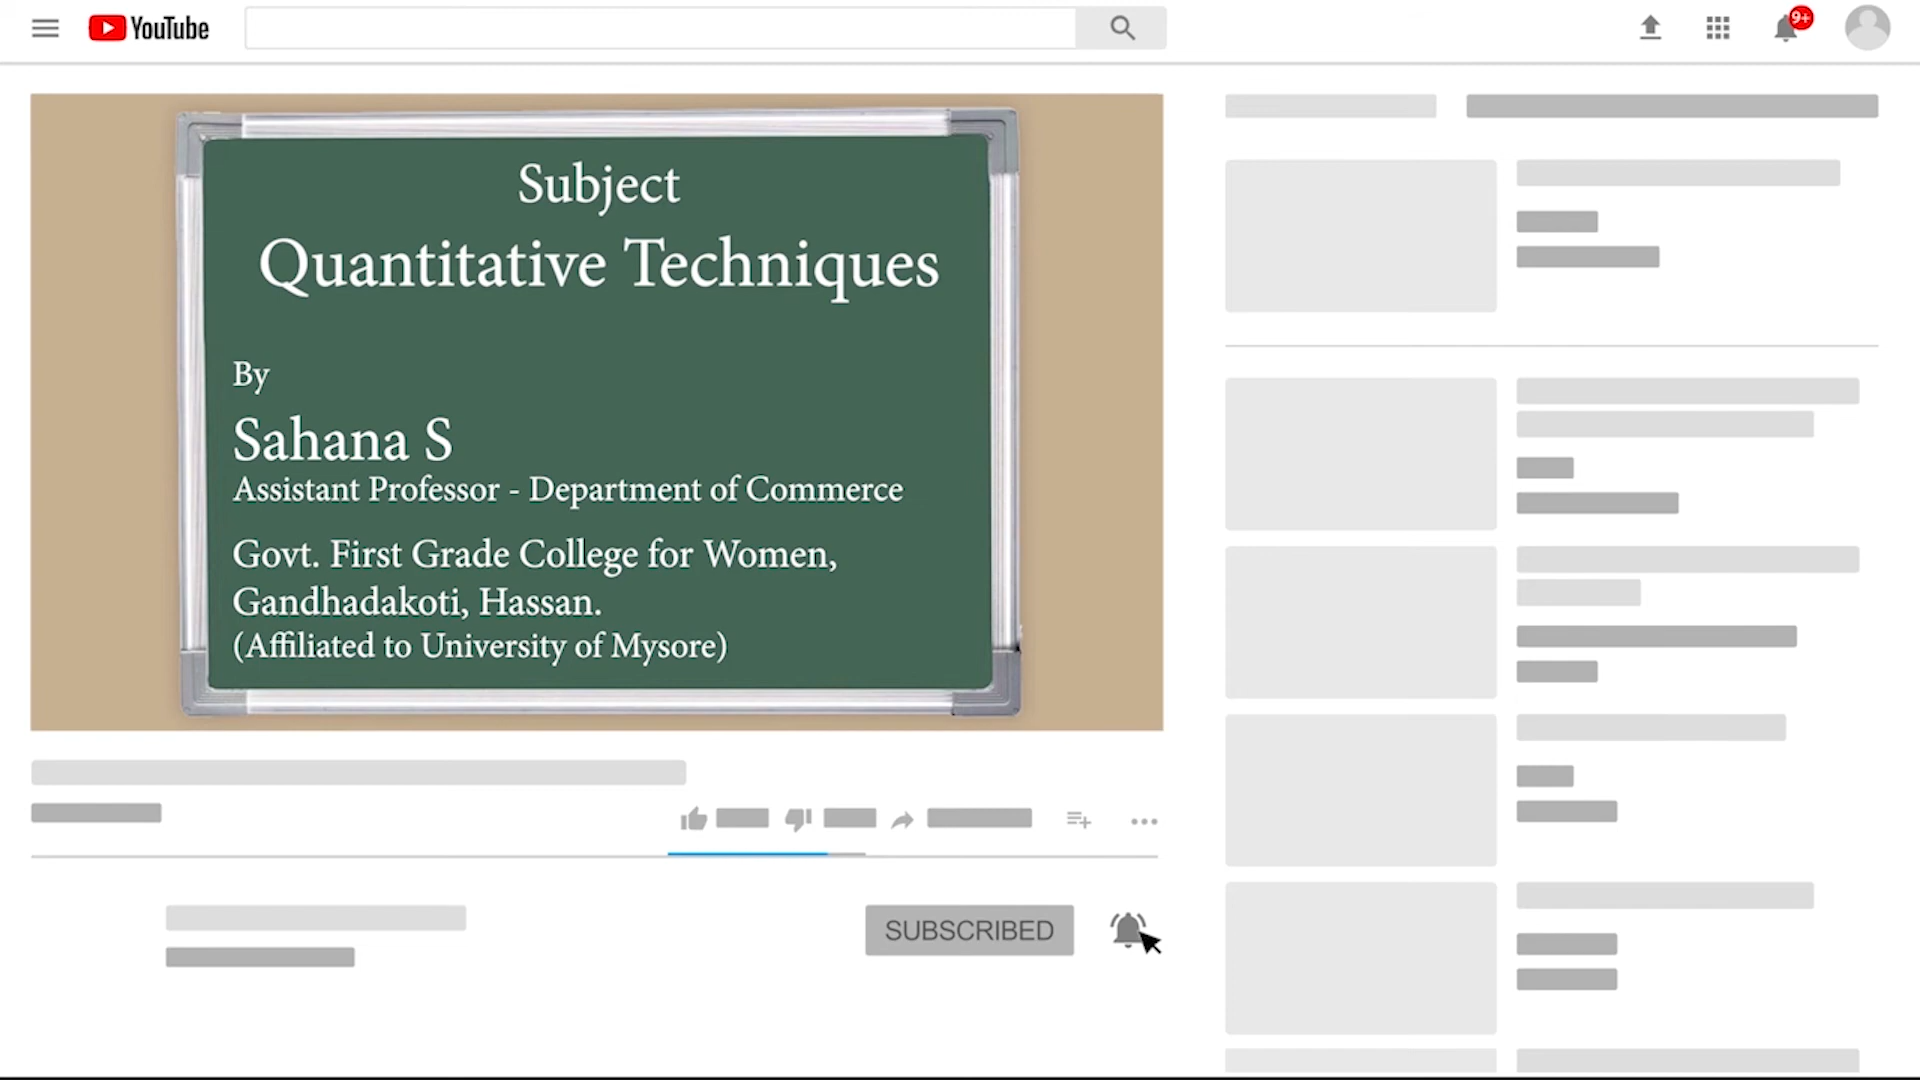 YouTube
9+
Subject
Quantitative Techniques
By
Sahana S
Assistant Professor - Department of Commerce
Govt. First Grade College for Women,
Gandhadakoti, Hassan.
(Affiliated to University of Mysore)
SUBSCRIBED